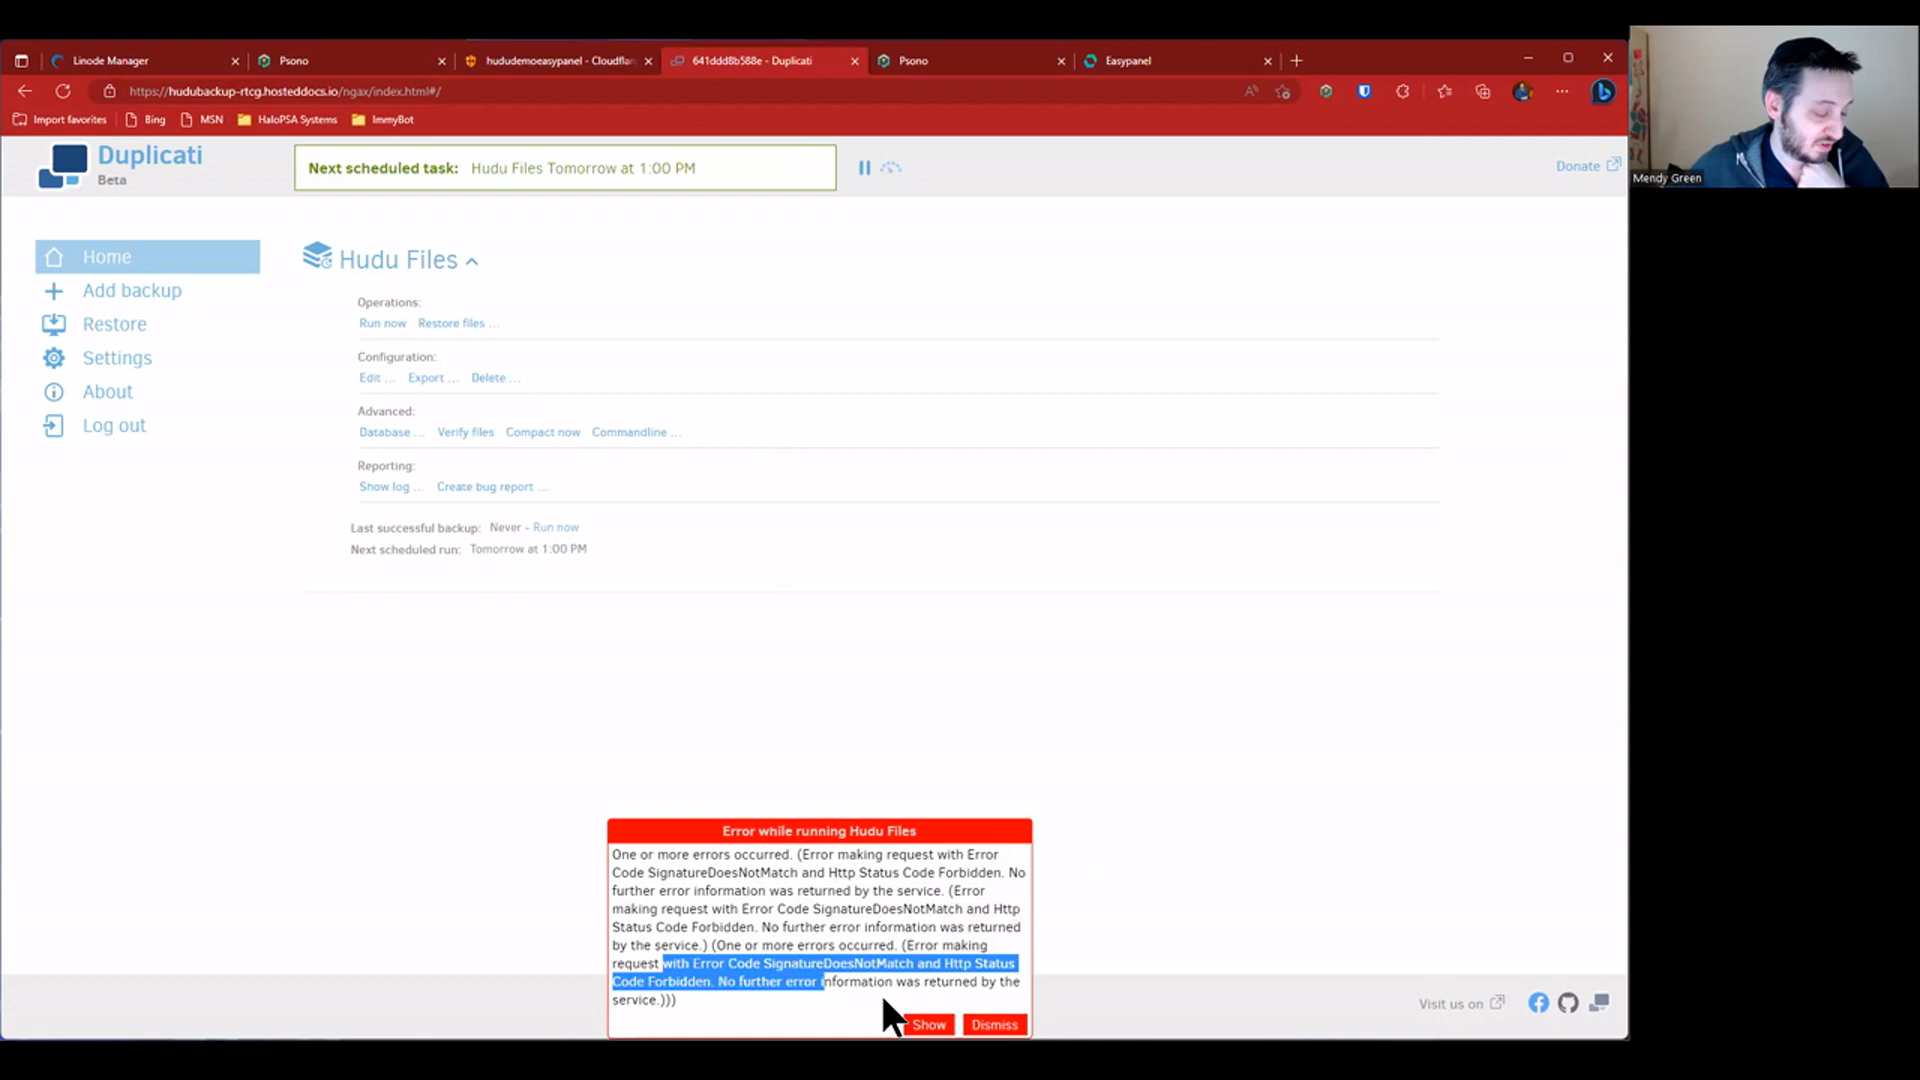 Linode Manager
Psono
hududemoeasypanel - Cloudflar
641ddd8b588e - Duplicati
Psono
Easypanel
https://hudubackup-rtcg.hosteddocs.io/ngax/index.html#/
Import favorites
Bing
MSN
HaloPSA Systems
ImmyBot
Mendy Green
Duplicati
Beta
Next scheduled task: Hudu Files Tomorrow at 1:00 PM
Donate
Home
Add backup
Restore
Settings
About
Log out
Hudu Files
Operations:
Run now Restore files ...
Configuration:
Edit ... Export ... Delete ...
Advanced:
Database ... Verify files Compact now Commandline ...
Reporting:
Show log ... Create bug report ...
Last successful backup: Never - Run now
Next scheduled run: Tomorrow at 1:00 PM
Error while running Hudu Files
One or more errors occurred. (Error making request with Error
Code SignatureDoesNotMatch and Http Status Code Forbidden. No
further error information was returned by the service. (Error
making request with Error Code SignatureDoesNotMatch and Http
Status Code Forbidden. No further error information was returned
by the service.) (One or more errors occurred. (Error making
request with Error Code SignatureDoesNotMatch and Http Status
Code Forbidden. No further error information was returned by the
service.)))
Show
Dismiss
Visit us on